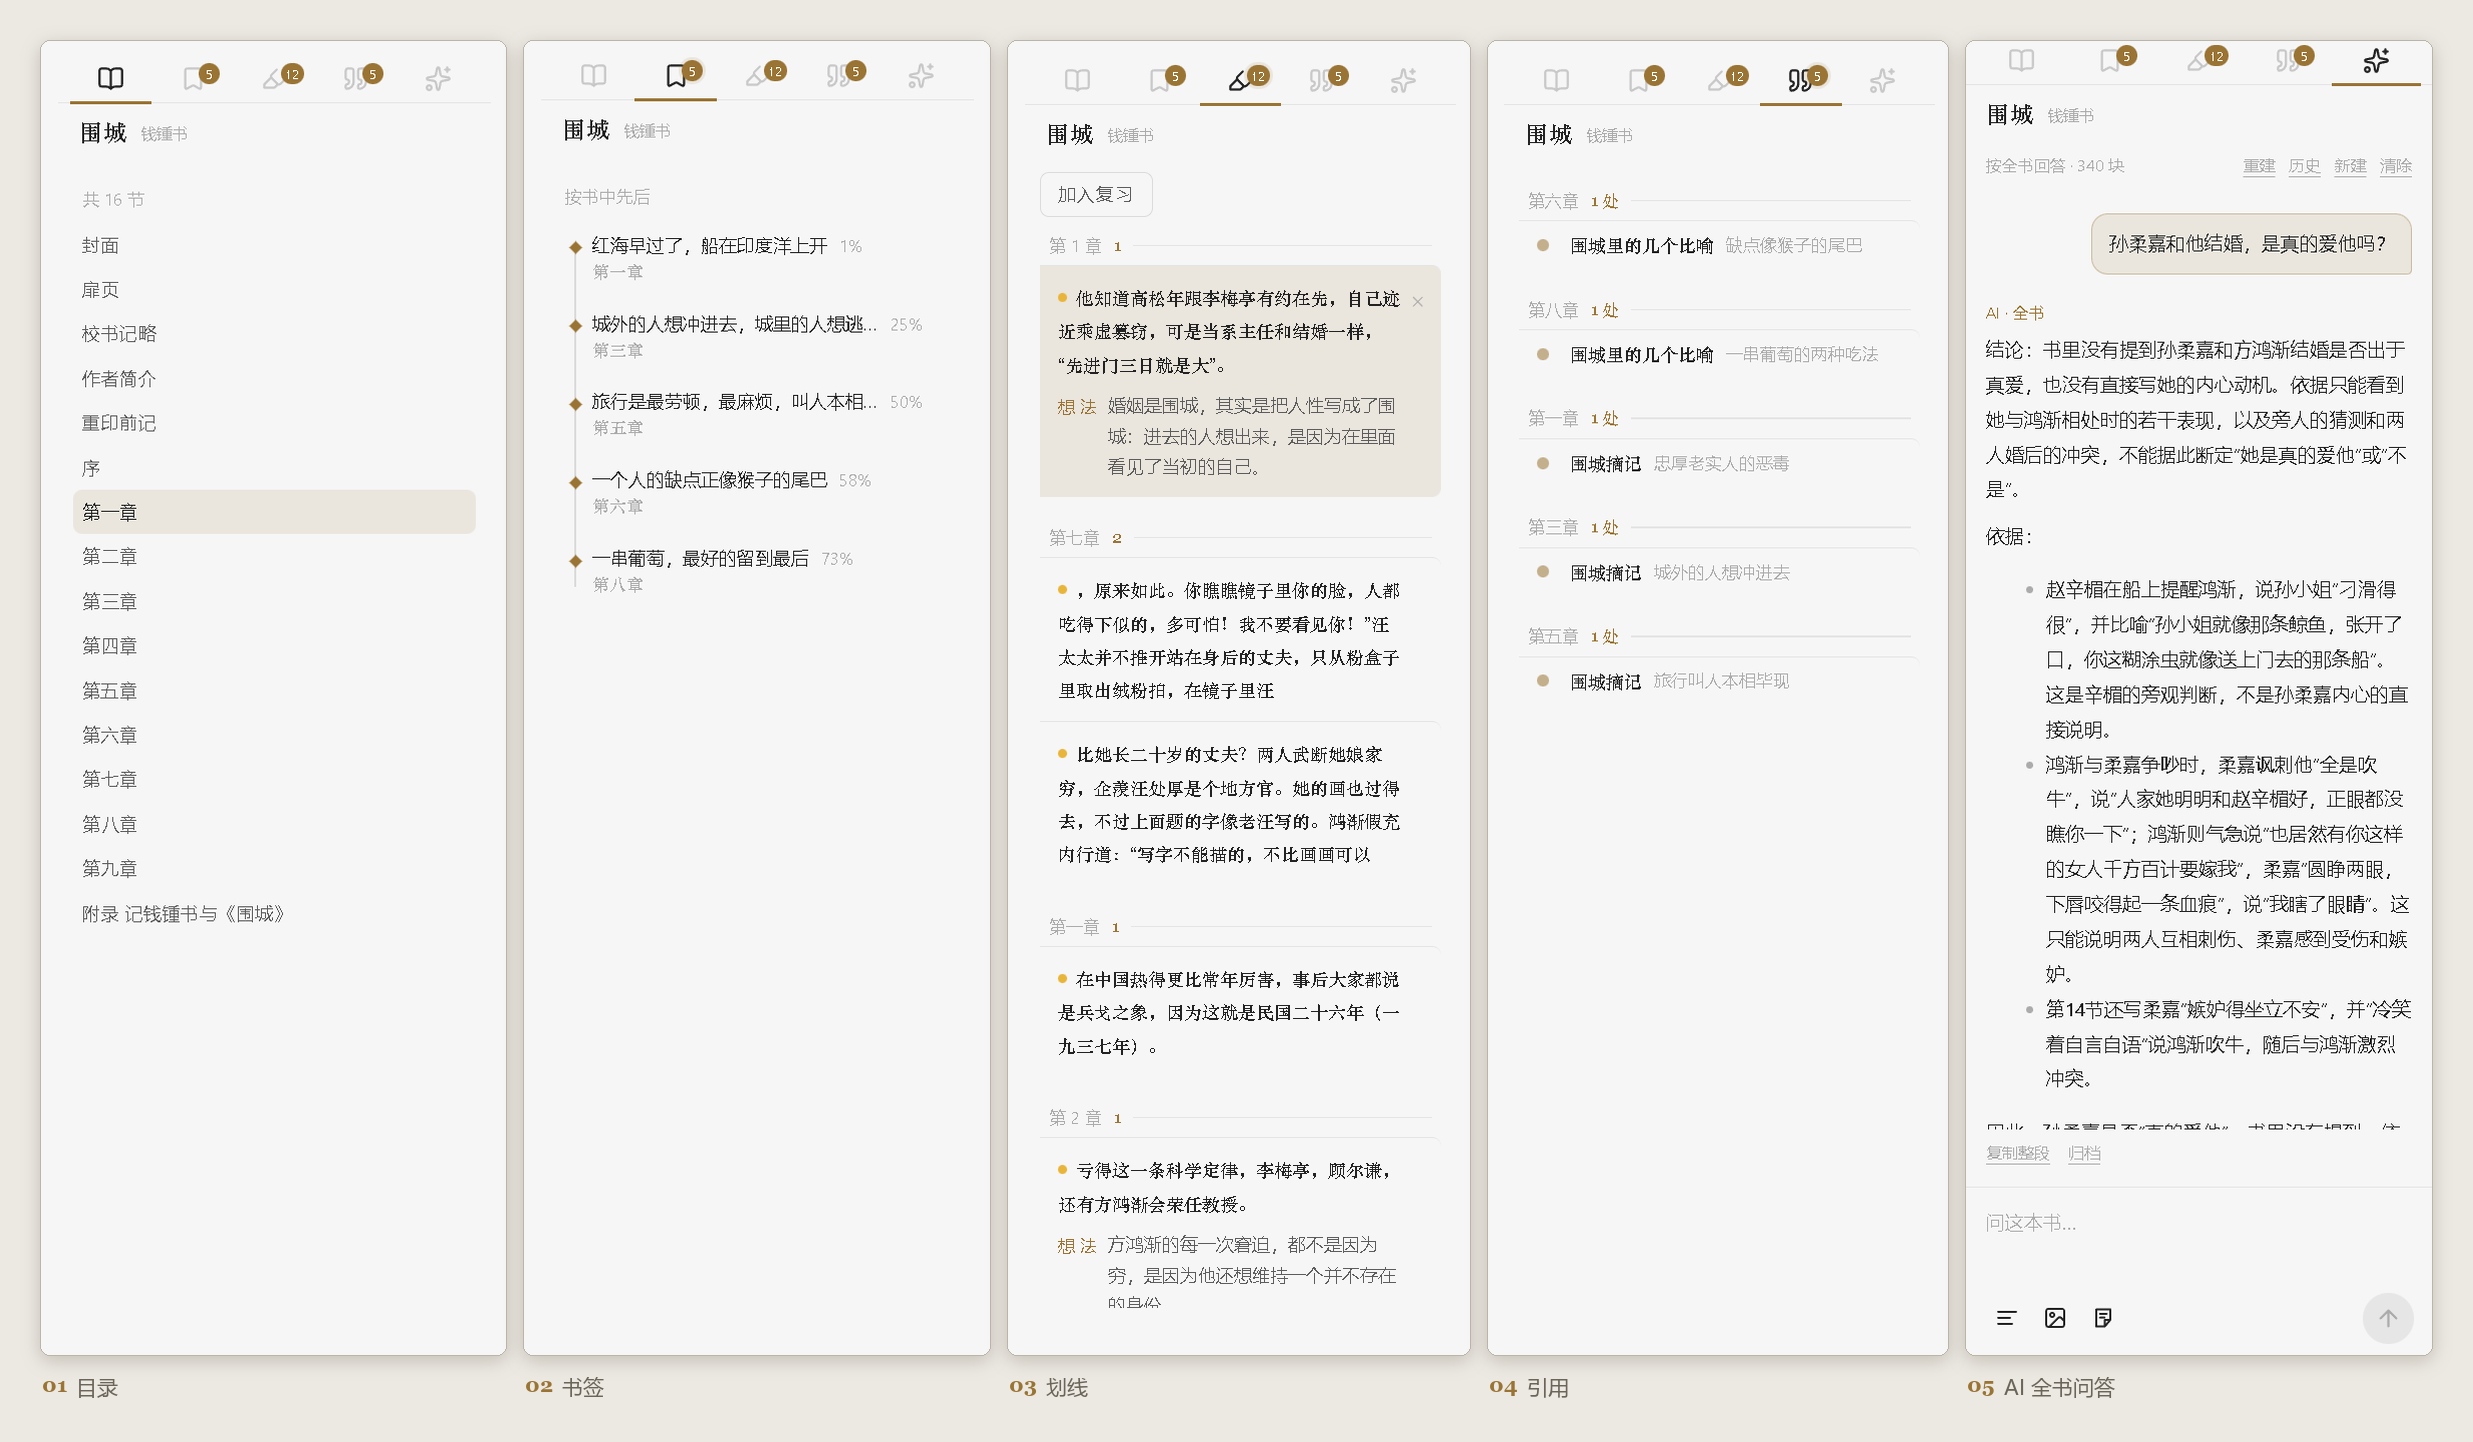 5
12
5
围城 钱锺书
共 16 节
封面
扉页
校书记略
作者简介
重印前记
序
第一章
第二章
第三章
第四章
第五章
第六章
第七章
第八章
第九章
附录 记钱锺书与《围城》
01 目录
5
12
5
围城 钱锺书
按书中先后
红海早过了，船在印度洋上开 1%
第一章
城外的人想冲进去，城里的人想逃… 25%
第三章
旅行是最劳顿，最麻烦，叫人本相… 50%
第五章
一个人的缺点正像猴子的尾巴 58%
第六章
一串葡萄，最好的留到最后 73%
第八章
02 书签
5
12
5
围城 钱锺书
加入复习
第 1 章 1
他知道高松年跟李梅亭有约在先，自己迹
近乘虚篡窃，可是当系主任和结婚一样，
“先进门三日就是大”。
想法 婚姻是围城，其实是把人性写成了围
城：进去的人想出来，是因为在里面
看见了当初的自己。
第七章 2
，原来如此。你瞧瞧镜子里你的脸，人都
吃得下似的，多可怕！我不要看见你！”汪
太太并不推开站在身后的丈夫，只从粉盒子
里取出绒粉拍，在镜子里汪
比她长二十岁的丈夫？两人武断她娘家
穷，企羡汪处厚是个地方官。她的画也过得
去，不过上面题的字像老汪写的。鸿渐假充
内行道：“写字不能描的，不比画画可以
第一章 1
在中国热得更比常年厉害，事后大家都说
是兵戈之象，因为这就是民国二十六年（一
九三七年）。
第 2 章 1
亏得这一条科学定律，李梅亭，顾尔谦，
还有方鸿渐会荣任教授。
想法 方鸿渐的每一次窘迫，都不是因为
穷，是因为他还想维持一个并不存在
的身份
03 划线
5
12
5
围城 钱锺书
第六章 1 处
围城里的几个比喻 缺点像猴子的尾巴
第八章 1 处
围城里的几个比喻 一串葡萄的两种吃法
第一章 1 处
围城摘记 忠厚老实人的恶毒
第三章 1 处
围城摘记 城外的人想冲进去
第五章 1 处
围城摘记 旅行叫人本相毕现
04 引用
5
12
5
围城 钱锺书
按全书回答 · 340 块 重建 历史 新建 清除
孙柔嘉和他结婚，是真的爱他吗？
AI · 全书
结论：书里没有提到孙柔嘉和方鸿渐结婚是否出于
真爱，也没有直接写她的内心动机。依据只能看到
她与鸿渐相处时的若干表现，以及旁人的猜测和两
人婚后的冲突，不能据此断定“她是真的爱他”或“不
是”。
依据：
赵辛楣在船上提醒鸿渐，说孙小姐“刁滑得
很”，并比喻“孙小姐就像那条鲸鱼，张开了
口，你这糊涂虫就像送上门去的那条船”。
这是辛楣的旁观判断，不是孙柔嘉内心的直
接说明。
鸿渐与柔嘉争吵时，柔嘉讽刺他“全是吹
牛”，说“人家她明明和赵辛楣好，正眼都没
瞧你一下”；鸿渐则气急说“也居然有你这样
的女人千方百计要嫁我”，柔嘉“圆睁两眼，
下唇咬得起一条血痕”，说“我瞎了眼睛”。这
只能说明两人互相刺伤、柔嘉感到受伤和嫉
妒。
第14节还写柔嘉“嫉妒得坐立不安”，并“冷笑
着自言自语”说鸿渐吹牛，随后与鸿渐激烈
冲突。
复制整段 归档
问这本书…
05 AI 全书问答